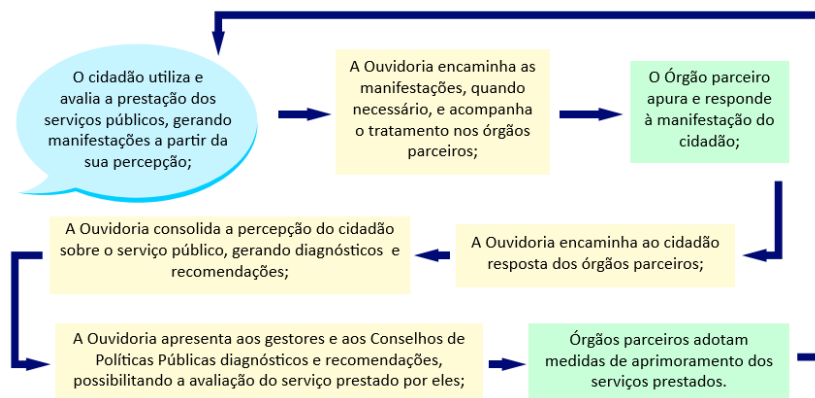 O cidadão utiliza e
avalia a prestação dos
serviços públicos, gerando
manifestações a partir da
sua percepção;
A Ouvidoria encaminha as
manifestações, quando
necessário, e acompanha
o tratamento nos órgãos
parceiros;
O Órgão parceiro
apura e responde
à manifestação do
cidadão;
A Ouvidoria encaminha ao cidadão
resposta dos órgãos parceiros;
A Ouvidoria consolida a percepção do cidadão
sobre o serviço público, gerando diagnósticos e
recomendações;
A Ouvidoria apresenta aos gestores e aos Conselhos de
Políticas Públicas diagnósticos e recomendações,
possibilitando a avaliação do serviço prestado por eles;
Órgãos parceiros adotam
medidas de aprimoramento dos
serviços prestados.